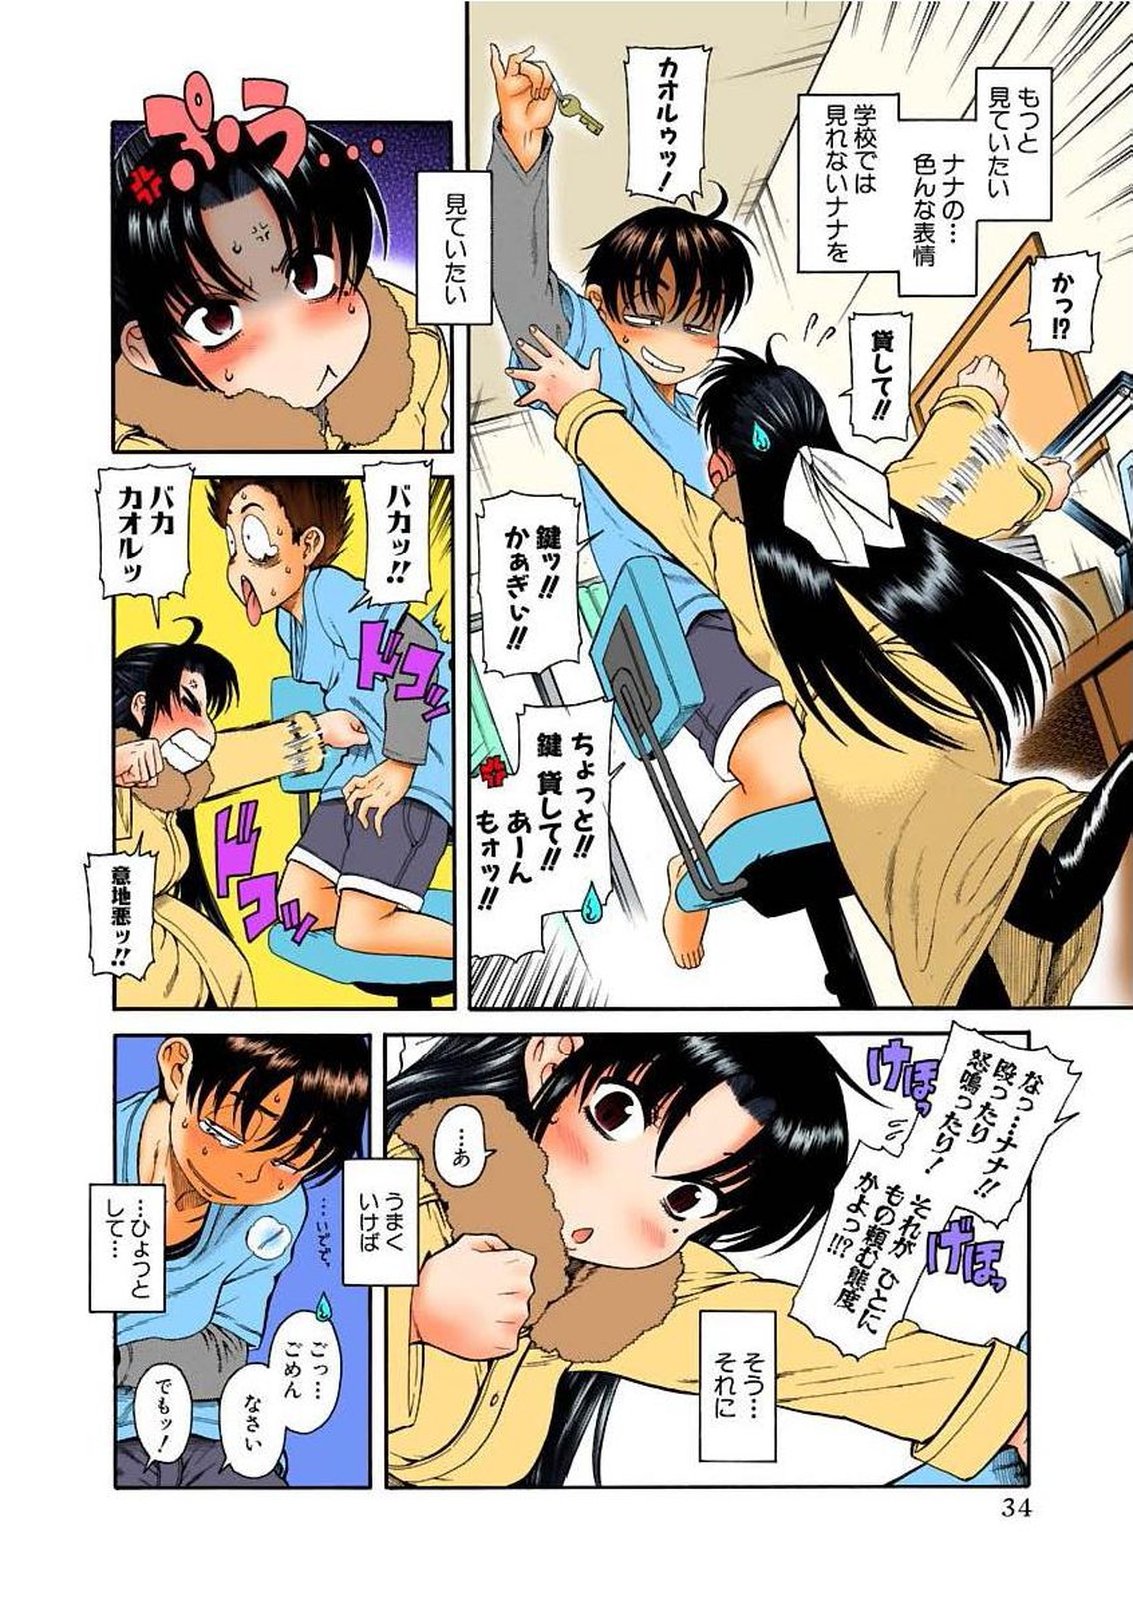 もっと
見ていたい
ナナの…
色んな表情
学校では
見れないナナを
かっ!?
貸して!!
カオルゥッ!
鍵ッ!!
かぁぎぃ!!
ちょっと!!
鍵 貸して!!
あーん
もォッ!!
見ていたい
ぷぅ…
バカッ!!
バカ
カオルッ
ドコッ
ドコッ
意地悪ッ!!
なっ…ナナ!!
殴ったり
怒鳴ったり!
それが ひとに
もの頼む態度
かよっ!!?
げほっ
げほっ
そう…
それに
…あ
うまく
いけば
…いででで、
ごっ…
ごめん
なさい
でもッ!
…ひょっと
して…
34